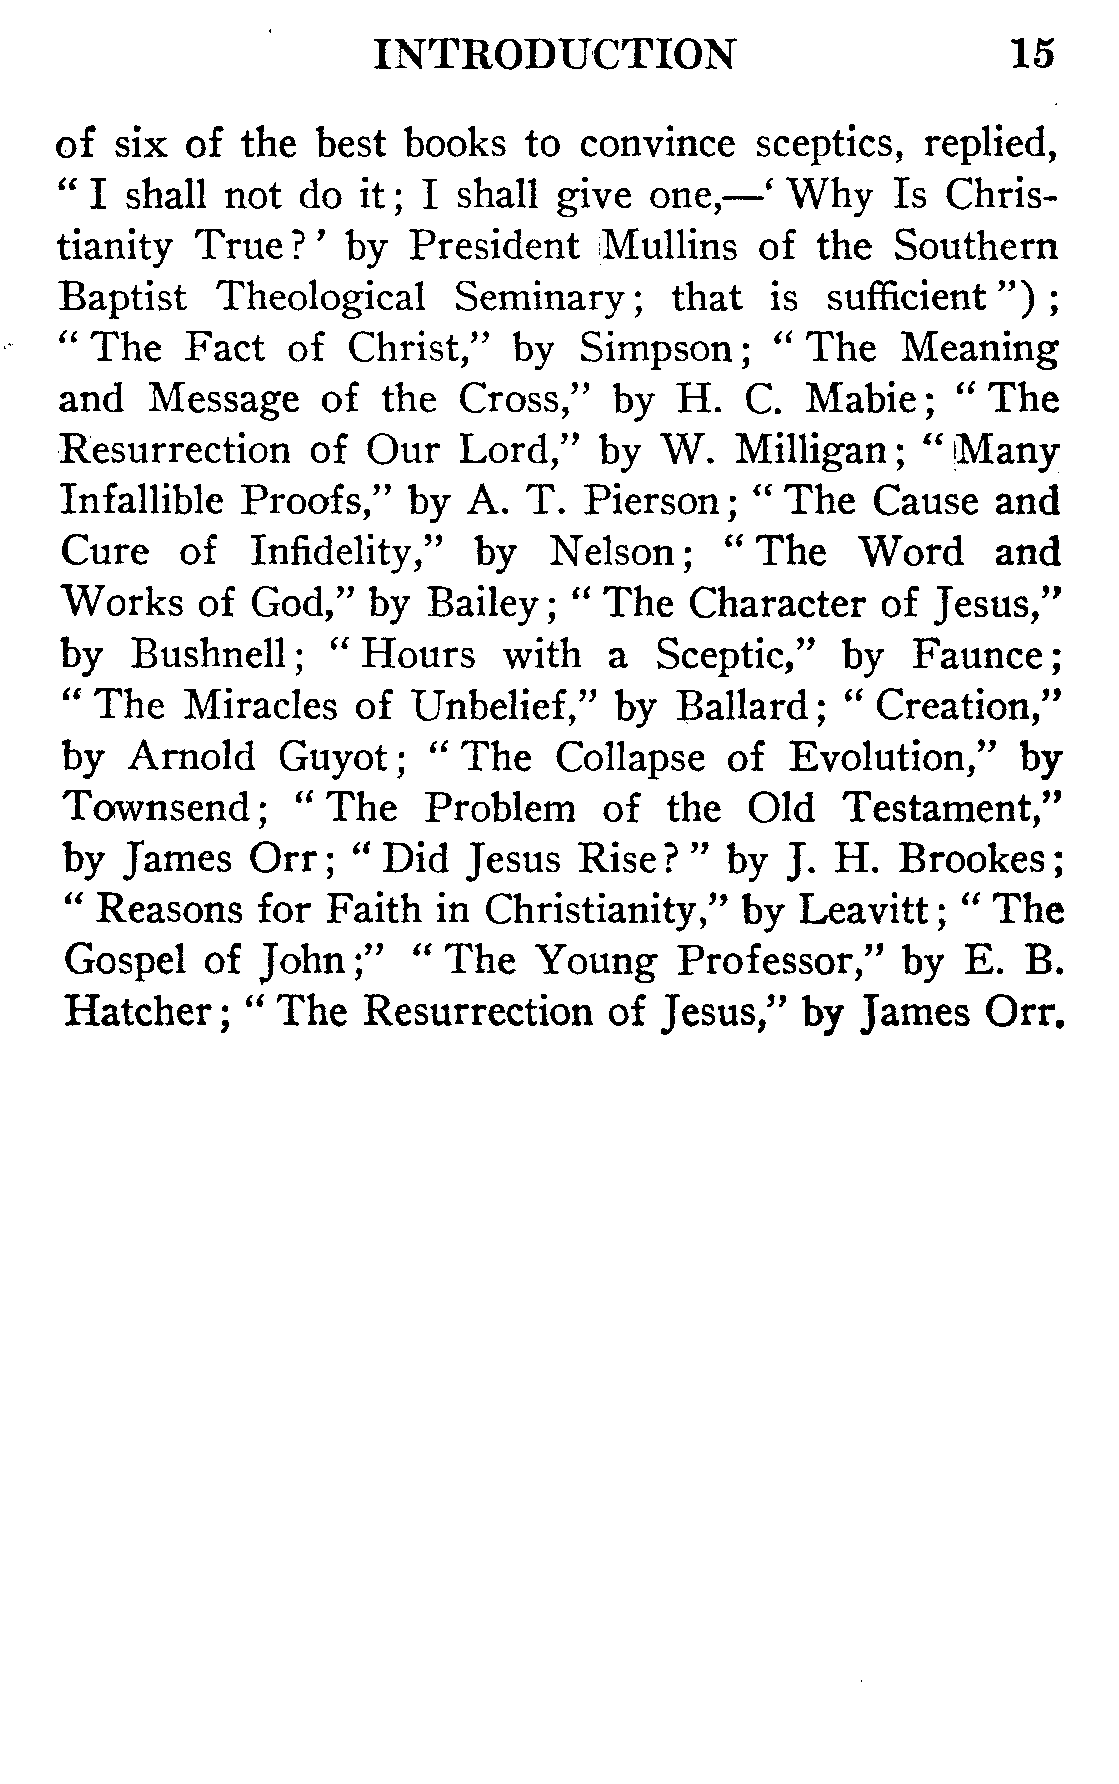 INTRODUCTION 15
of six of the best books to convince sceptics, replied,
“ I shall not do it; I shall give one,—‘ Why Is Chris-
tianity True?’ by President Mullins of the Southern
Baptist Theological Seminary; that is sufficient”) ;
“ The Fact of Christ,” by Simpson; “ The Meaning
and Message of the Cross,” by H. C. Mabie; “ The
Resurrection of Our Lord,” by W. Milligan; “ Many
Infallible Proofs,” by A. T. Pierson; “ The Cause and
Cure of Infidelity,” by Nelson; “ The Word and
Works of God,” by Bailey; “ The Character of Jesus,”
by Bushnell; “ Hours with a Sceptic,” by Faunce;
“ The Miracles of Unbelief,” by Ballard; “ Creation,”
by Arnold Guyot; “ The Collapse of Evolution,” by
Townsend; “ The Problem of the Old Testament,”
by James Orr; “ Did Jesus Rise? ” by J. H. Brookes;
“ Reasons for Faith in Christianity,” by Leavitt; “ The
Gospel of John;” “ The Young Professor,” by E. B.
Hatcher; “ The Resurrection of Jesus,” by James Orr.